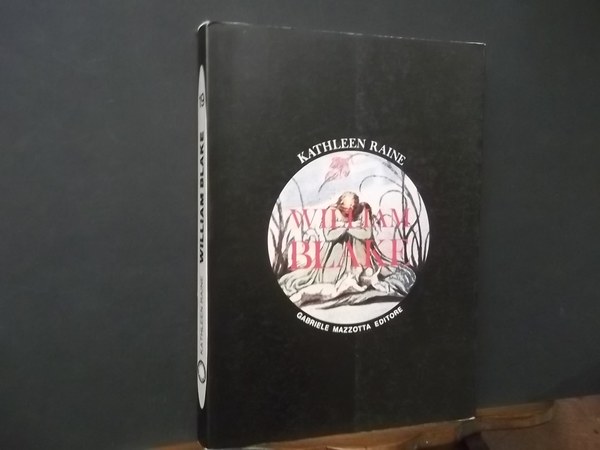 KATHLEEN RAINE
WILLIAM
BLAKE
GABRIELE MAZZOTTA EDITORE
KATHLEEN RAINE WILLIAM BLAKE